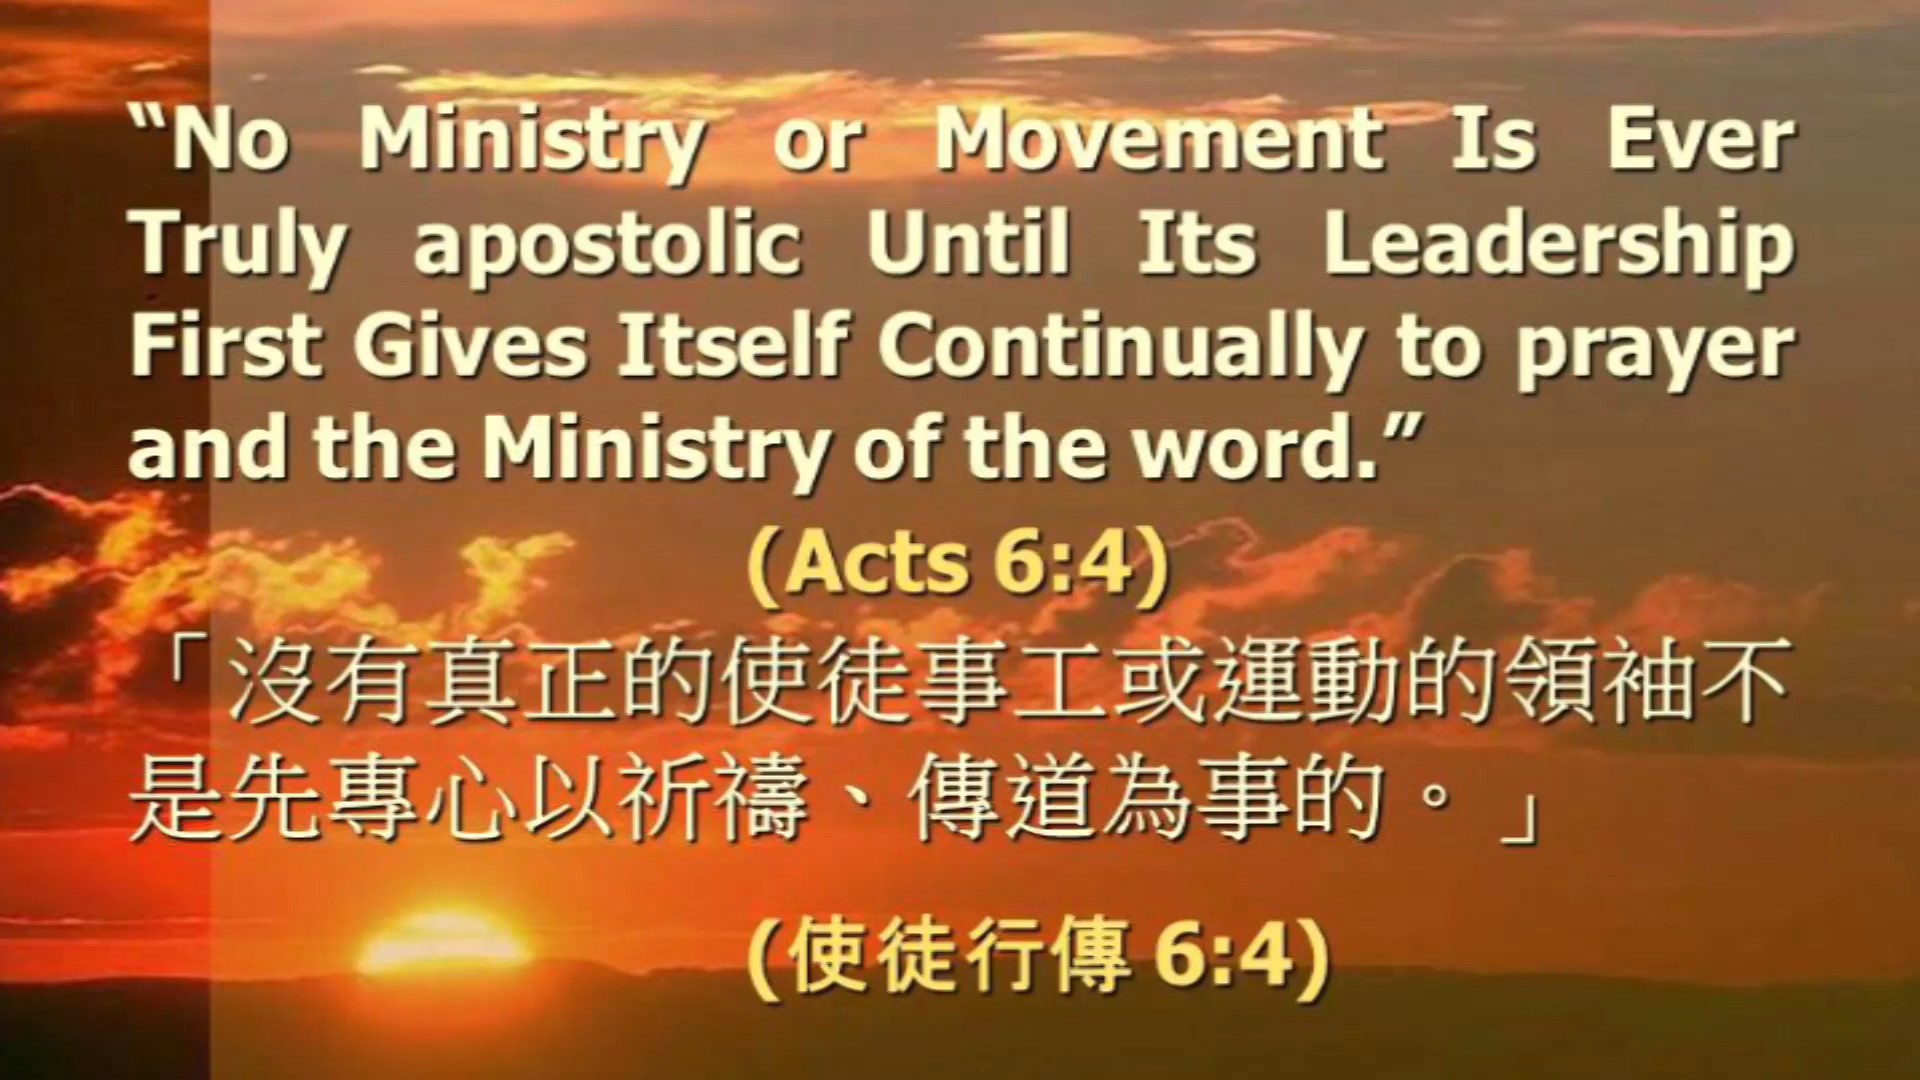 “No Ministry or Movement Is Ever
Truly apostolic Until Its Leadership
First Gives Itself Continually to prayer
and the Ministry of the word.”
(Acts 6:4)
「沒有真正的使徒事工或運動的領袖不
是先專心以祈禱、傳道為事的。」
(使徒行傳 6:4)